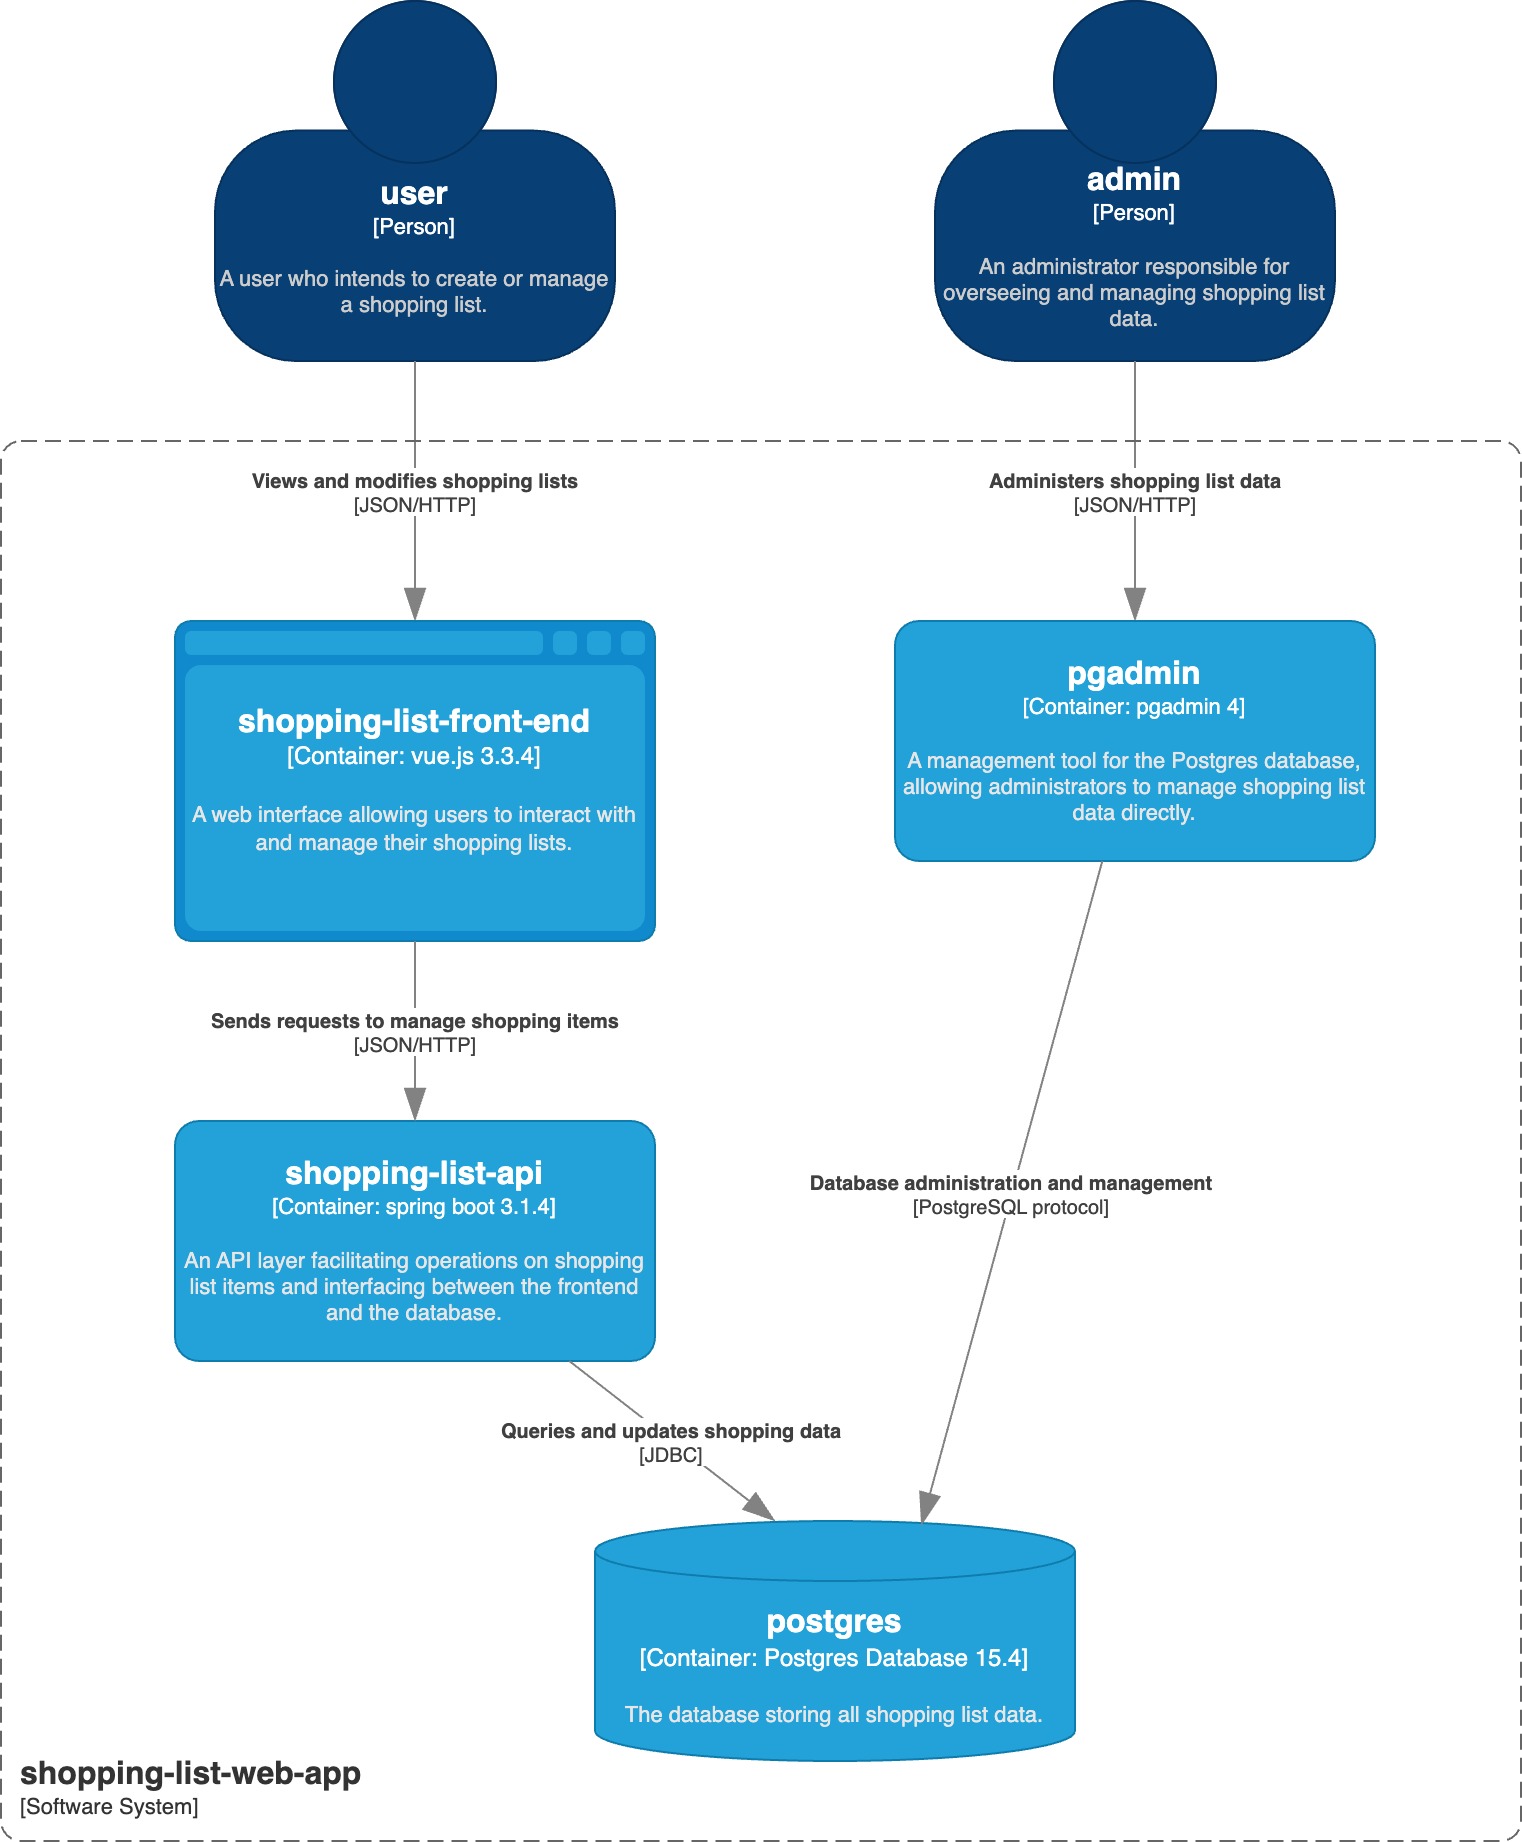 user
[Person]
A user who intends to create or manage
a shopping list.
admin
[Person]
An administrator responsible for
overseeing and managing shopping list
data.
Views and modifies shopping lists
[JSON/HTTP]
Administers shopping list data
[JSON/HTTP]
shopping-list-front-end
[Container: vue.js 3.3.4]
A web interface allowing users to interact with
and manage their shopping lists.
pgadmin
[Container: pgadmin 4]
A management tool for the Postgres database,
allowing administrators to manage shopping list
data directly.
Sends requests to manage shopping items
[JSON/HTTP]
shopping-list-api
[Container: spring boot 3.1.4]
An API layer facilitating operations on shopping
list items and interfacing between the frontend
and the database.
Database administration and management
[PostgreSQL protocol]
Queries and updates shopping data
[JDBC]
postgres
[Container: Postgres Database 15.4]
The database storing all shopping list data.
shopping-list-web-app
[Software System]